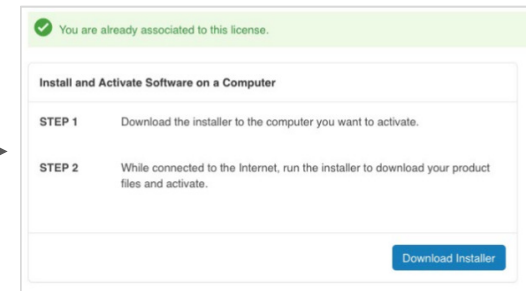 You are already associated to this license.
Install and Activate Software on a Computer
STEP 1 Download the installer to the computer you want to activate.
STEP 2 While connected to the Internet, run the installer to download your product
files and activate.
Download Installer